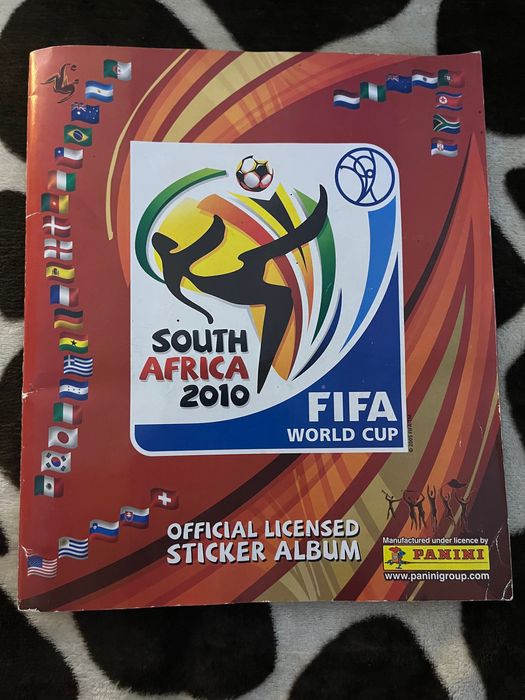 SOUTH
AFRICA
2010
FIFA
WORLD CUP
OFFICIAL LICENSED
STICKER ALBUM
Manufactured under licence by
PANINI
www.paninigroup.com